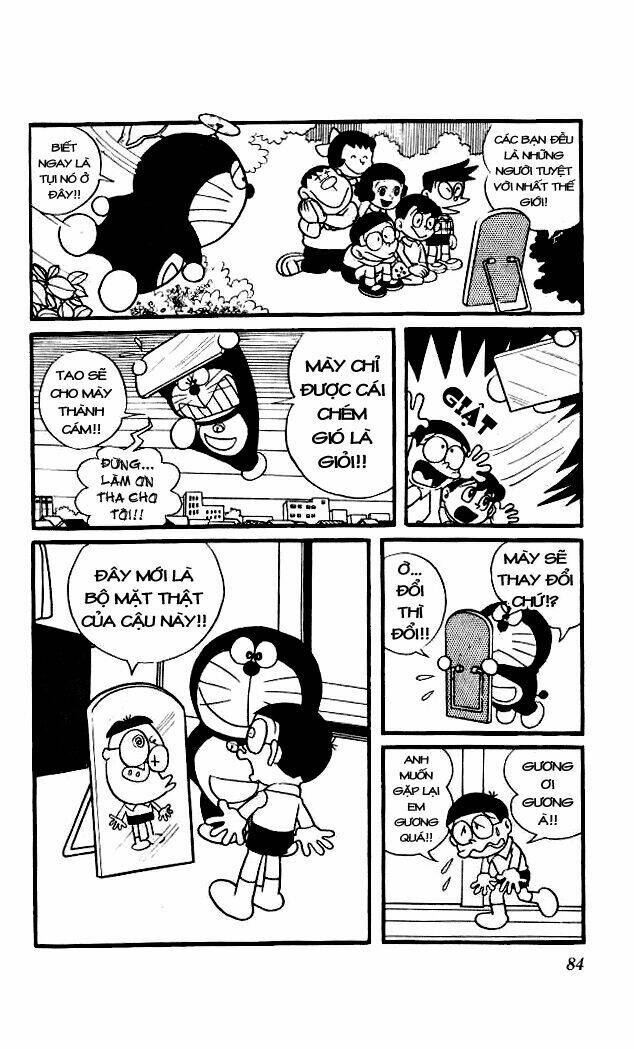 BIẾT
NGAY LÀ
TỤI NÓ Ở
ĐÂY!!
CÁC BẠN ĐỀU
LÀ NHỮNG
NGƯỜI TUYỆT
VỜI NHẤT THẾ
GIỚI!
TAO SẼ
CHO MÀY
THÀNH
CÁM!!
ĐỪNG...
LÀM ƠN
THA CHO
TÔI!!
MÀY CHỈ
ĐƯỢC CÁI
CHÉM
GIÓ LÀ
GIỎI!!
GIẬT
ĐÂY MỚI LÀ
BỘ MẶT THẬT
CỦA CẬU NÀY!!
Ờ...
ĐỔI
THÌ
ĐỔI!!
MÀY SẼ
THAY ĐỔI
CHỨ!?
ANH
MUỐN
GẶP LẠI
EM
GƯƠNG
QUÁ!!
GƯƠNG
ƠI
GƯƠNG
À!!
84